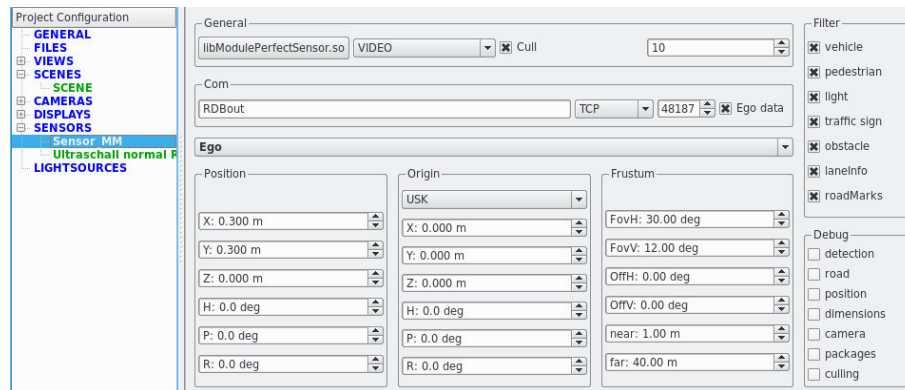 Project Configuration
GENERAL
FILES
VIEWS
SCENES
SCENE
CAMERAS
DISPLAYS
SENSORS
Sensor_MM
Ultraschall normal R
LIGHTSOURCES
General
libModulePerfectSensor.so VIDEO Cull 10
Com
RDBout TCP 48187 Ego data
Ego
Position
X: 0.300 m
Y: 0.300 m
Z: 0.000 m
H: 0.0 deg
P: 0.0 deg
R: 0.0 deg
Origin
USK
X: 0.000 m
Y: 0.000 m
Z: 0.000 m
H: 0.0 deg
P: 0.0 deg
R: 0.0 deg
Frustum
FovH: 30.00 deg
FovV: 12.00 deg
OffH: 0.00 deg
OffV: 0.00 deg
near: 1.00 m
far: 40.00 m
Filter
vehicle
pedestrian
light
traffic sign
obstacle
laneInfo
roadMarks
Debug
detection
road
position
dimensions
camera
packages
culling